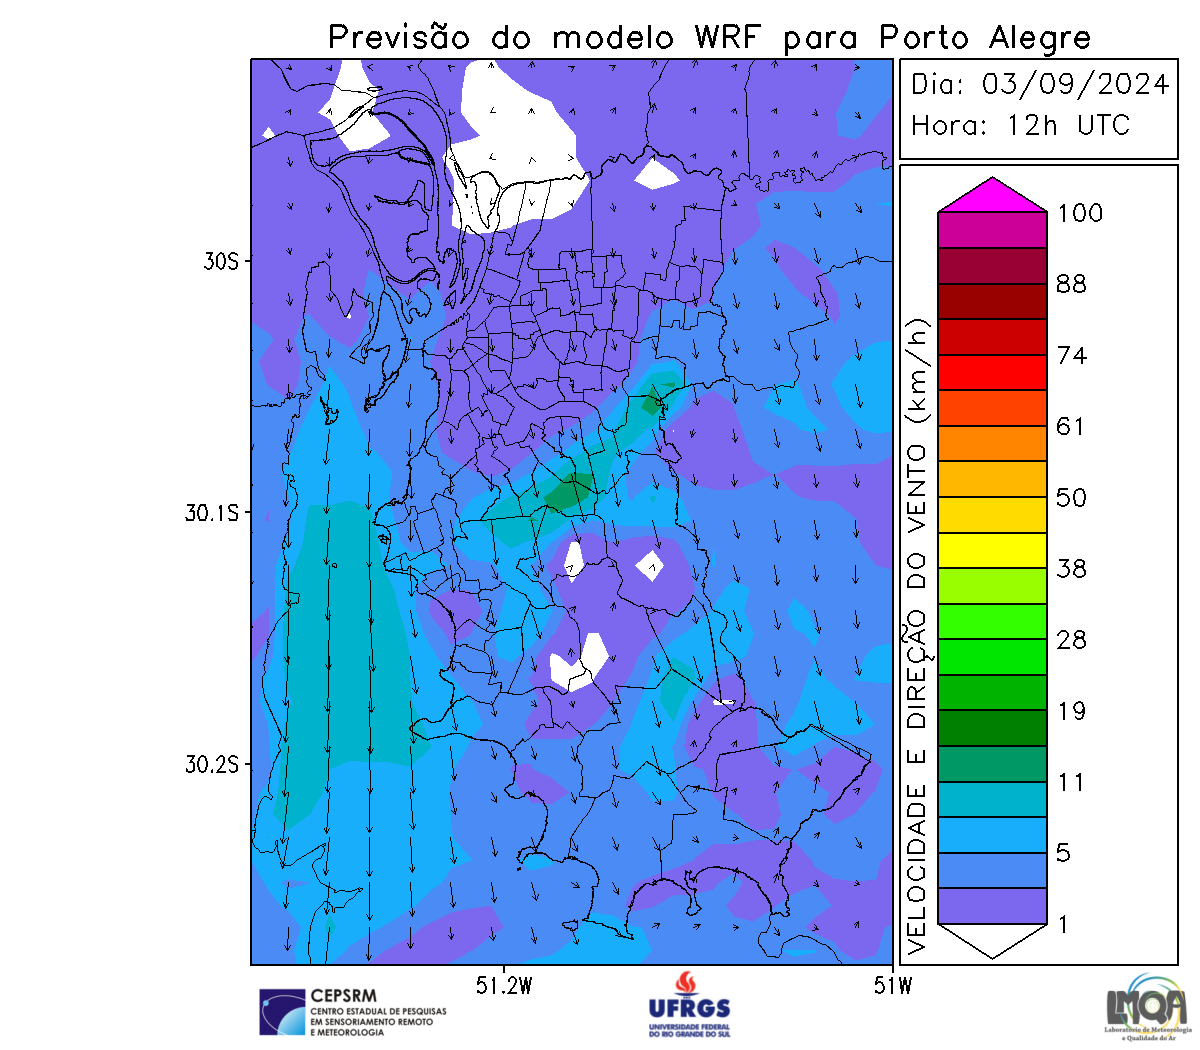 Previsão do modelo WRF para Porto Alegre
Dia: 03/09/2024
Hora: 12h UTC
30S
30.1S
30.2S
51.2W
51W
VELOCIDADE E DIREÇÃO DO VENTO (km/h)
100
88
74
61
50
38
28
19
11
5
1
CEPSRM
CENTRO ESTADUAL DE PESQUISAS
EM SENSORIAMENTO REMOTO
E METEOROLOGIA
UFRGS
UNIVERSIDADE FEDERAL
DO RIO GRANDE DO SUL
LMQA
Laboratório de Meteorologia
e Qualidade do Ar